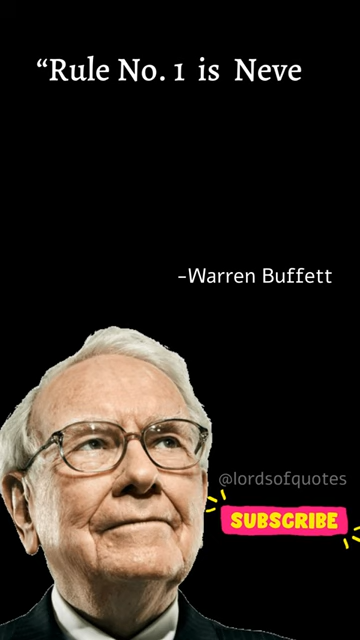 “Rule No. 1 is Neve
–Warren Buffett
@lordsofquotes
SUBSCRIBE